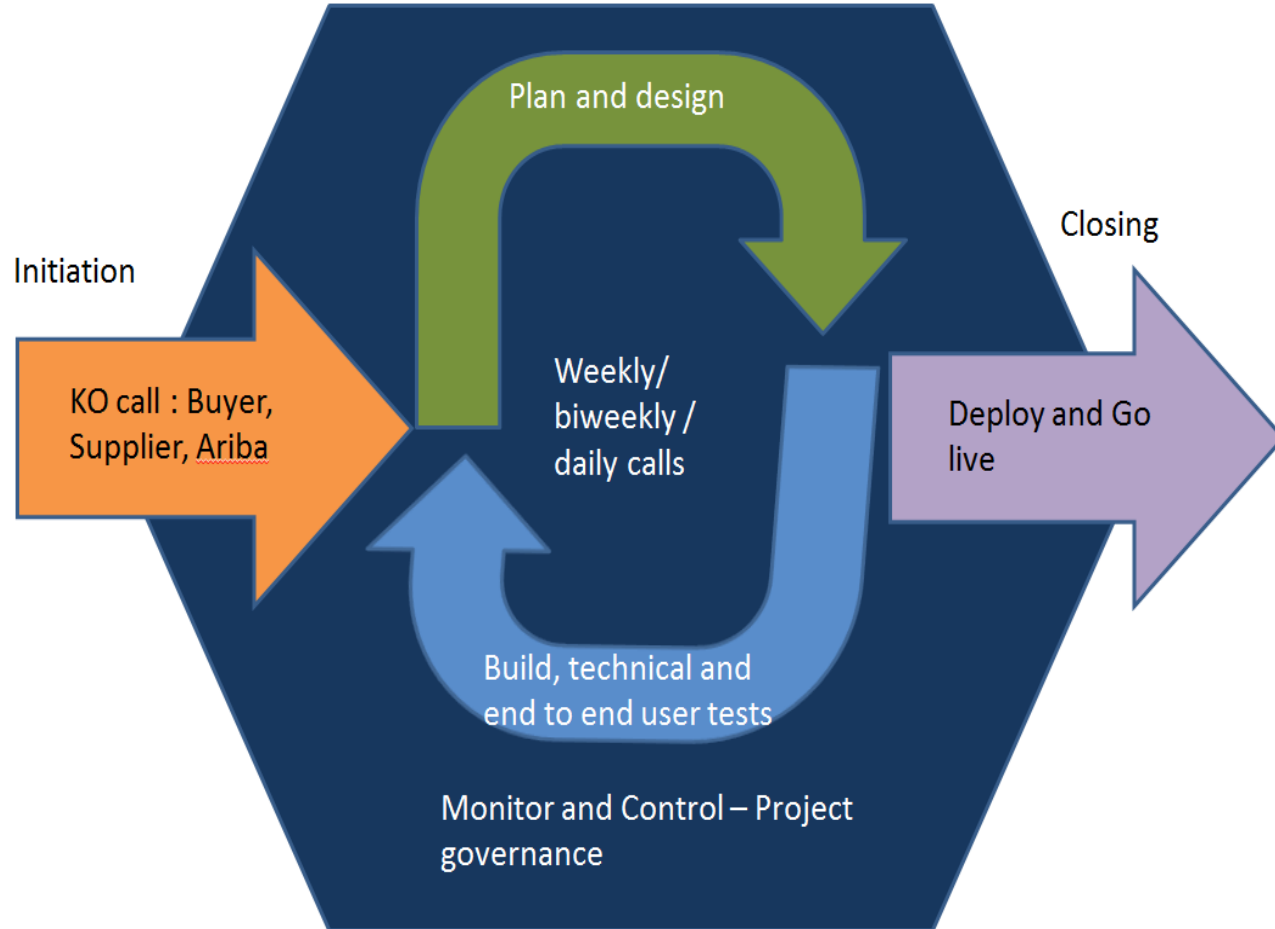 Plan and design
Closing
Initiation
KO call : Buyer,
Supplier, Ariba
Weekly/
biweekly /
daily calls
Deploy and Go
live
Build, technical and
end to end user tests
Monitor and Control – Project
governance